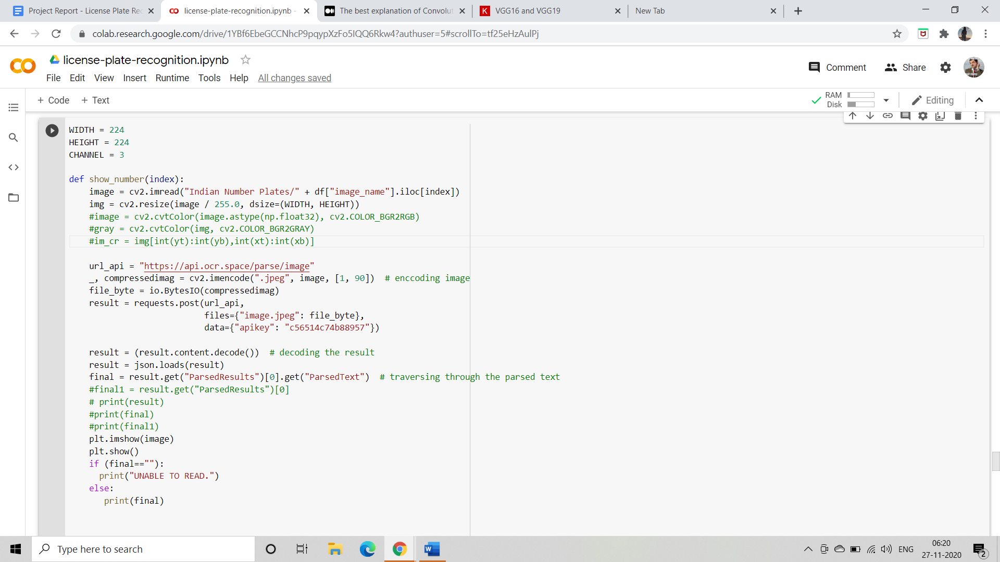 Project Report - License Plate Rec
license-plate-recognition.ipynb -
The best explanation of Convolut
K VGG16 and VGG19
New Tab
colab.research.google.com/drive/1YBf6EbeGCCNhcP9pqypXzFo5IQQ6Rkw4?authuser=5#scrollTo=tf25eHzAulPj
license-plate-recognition.ipynb
Comment Share
File Edit View Insert Runtime Tools Help All changes saved
+ Code + Text
RAM
Disk
Editing
WIDTH = 224
HEIGHT = 224
CHANNEL = 3
def show_number(index):
    image = cv2.imread("Indian Number Plates/" + df["image_name"].iloc[index])
    img = cv2.resize(image / 255.0, dsize=(WIDTH, HEIGHT))
    #image = cv2.cvtColor(image.astype(np.float32), cv2.COLOR_BGR2RGB)
    #gray = cv2.cvtColor(img, cv2.COLOR_BGR2GRAY)
    #im_cr = img[int(yt):int(yb),int(xt):int(xb)]
    url_api = "https://api.ocr.space/parse/image"
    _, compressedimag = cv2.imencode(".jpeg", image, [1, 90])  # enccoding image
    file_byte = io.BytesIO(compressedimag)
    result = requests.post(url_api,
                           files={"image.jpeg": file_byte},
                           data={"apikey": "c56514c74b88957"})
    result = (result.content.decode())  # decoding the result
    result = json.loads(result)
    final = result.get("ParsedResults")[0].get("ParsedText")  # traversing through the parsed text
    #final1 = result.get("ParsedResults")[0]
    # print(result)
    #print(final)
    #print(final1)
    plt.imshow(image)
    plt.show()
    if (final==""):
      print("UNABLE TO READ.")
    else:
       print(final)
Type here to search
W
ENG
06:20
27-11-2020
2